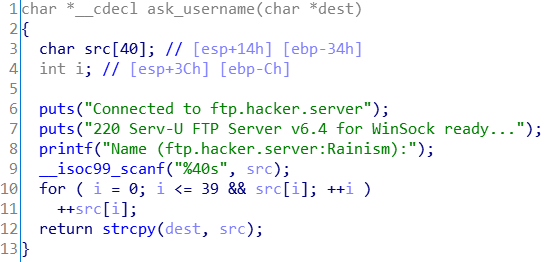 1 char *__cdecl ask_username(char *dest)
2 {
3   char src[40]; // [esp+14h] [ebp-34h]
4   int i; // [esp+3Ch] [ebp-Ch]
5
6   puts("Connected to ftp.hacker.server");
7   puts("220 Serv-U FTP Server v6.4 for WinSock ready...");
8   printf("Name (ftp.hacker.server:Rainism):");
9   __isoc99_scanf("%40s", src);
10   for ( i = 0; i <= 39 && src[i]; ++i )
11     ++src[i];
12   return strcpy(dest, src);
13 }